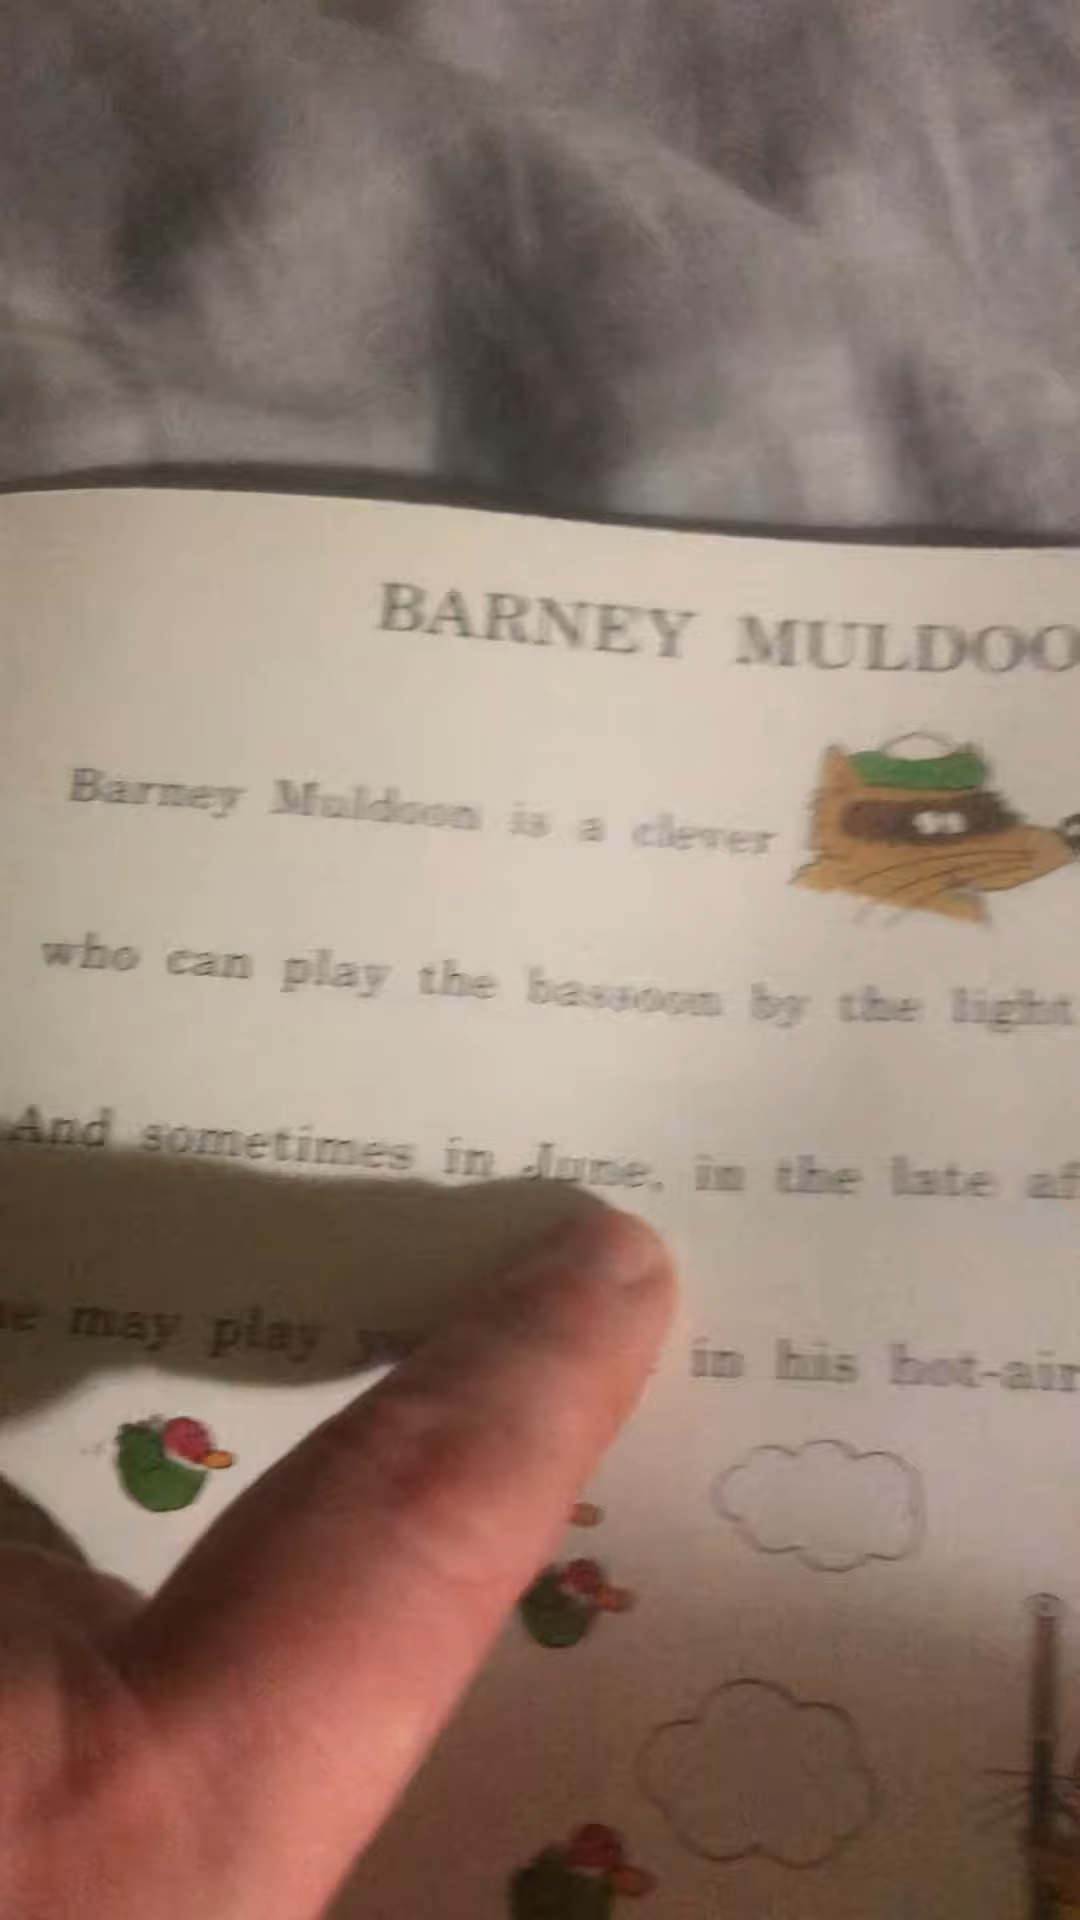 BARNEY MULDOO
Barney Muldoon is a clever
who can play the bassoon by the light
And sometimes in June, in the late af
may play in his hot-air